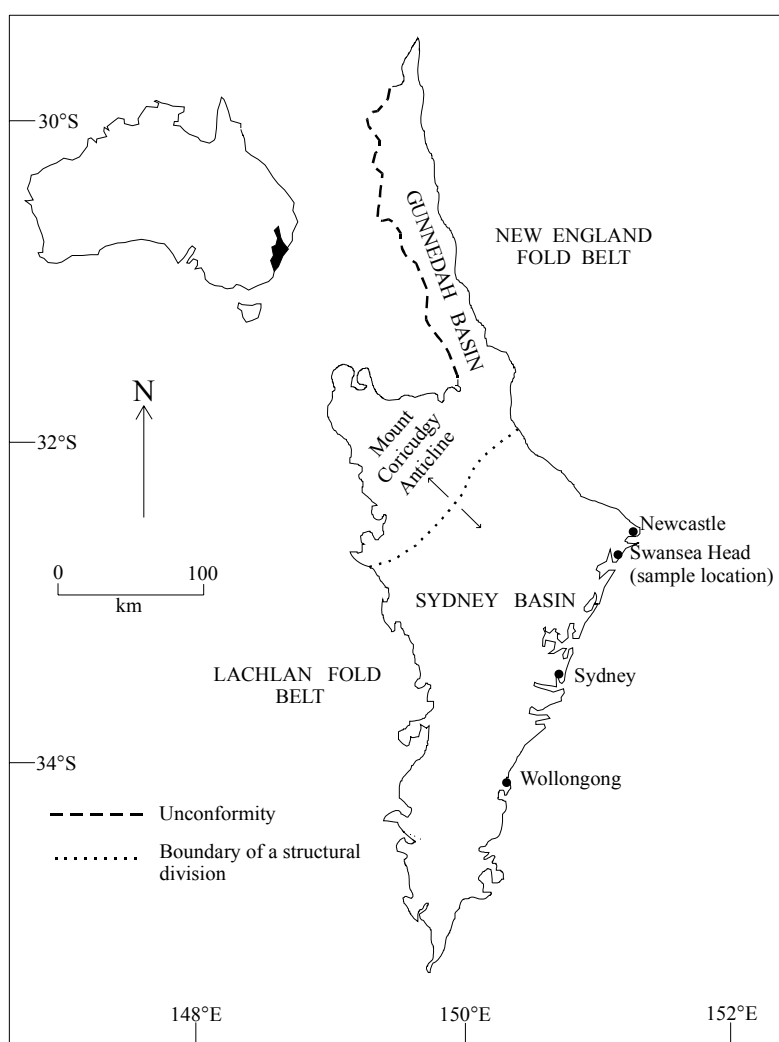 30°S
GUNNEDAH BASIN
NEW ENGLAND
FOLD BELT
N
32°S
Mount
Coricudgy
Anticline
0 100
km
Newcastle
Swansea Head
(sample location)
SYDNEY BASIN
LACHLAN FOLD
BELT
Sydney
34°S
Wollongong
Unconformity
Boundary of a structural
division
148°E 150°E 152°E